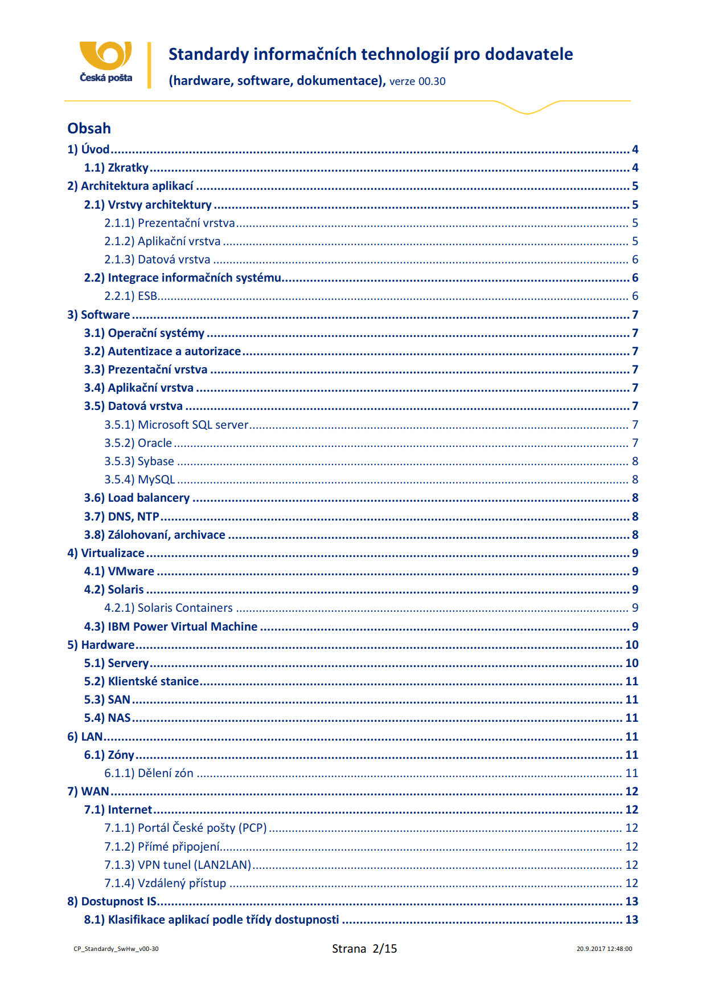 Česká pošta
Standardy informačních technologií pro dodavatele
(hardware, software, dokumentace), verze 00.30
Obsah
1) Úvod 4
1.1) Zkratky 4
2) Architektura aplikací 5
2.1) Vrstvy architektury 5
2.1.1) Prezentační vrstva 5
2.1.2) Aplikační vrstva 5
2.1.3) Datová vrstva 6
2.2) Integrace informačních systému 6
2.2.1) ESB 6
3) Software 7
3.1) Operační systémy 7
3.2) Autentizace a autorizace 7
3.3) Prezentační vrstva 7
3.4) Aplikační vrstva 7
3.5) Datová vrstva 7
3.5.1) Microsoft SQL server 7
3.5.2) Oracle 7
3.5.3) Sybase 8
3.5.4) MySQL 8
3.6) Load balancery 8
3.7) DNS, NTP 8
3.8) Zálohovaní, archivace 8
4) Virtualizace 9
4.1) VMware 9
4.2) Solaris 9
4.2.1) Solaris Containers 9
4.3) IBM Power Virtual Machine 9
5) Hardware 10
5.1) Servery 10
5.2) Klientské stanice 11
5.3) SAN 11
5.4) NAS 11
6) LAN 11
6.1) Zóny 11
6.1.1) Dělení zón 11
7) WAN 12
7.1) Internet 12
7.1.1) Portál České pošty (PCP) 12
7.1.2) Přímé připojení 12
7.1.3) VPN tunel (LAN2LAN) 12
7.1.4) Vzdálený přístup 12
8) Dostupnost IS 13
8.1) Klasifikace aplikací podle třídy dostupnosti 13
CP_Standardy_SwHw_v00-30 Strana 2/15 20.9.2017 12:48:00